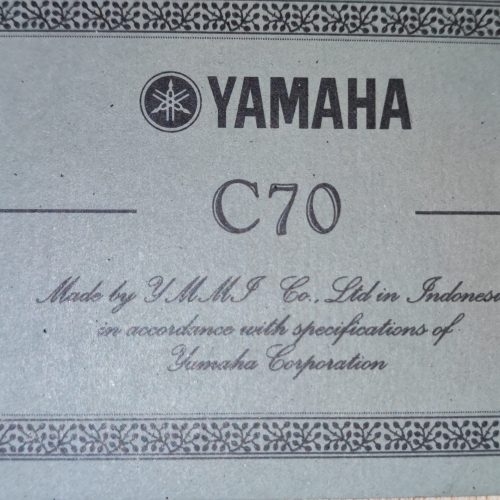 YAMAHA
C70
Made by YMMI Co., Ltd in Indonesia
in accordance with specifications of
Yamaha Corporation